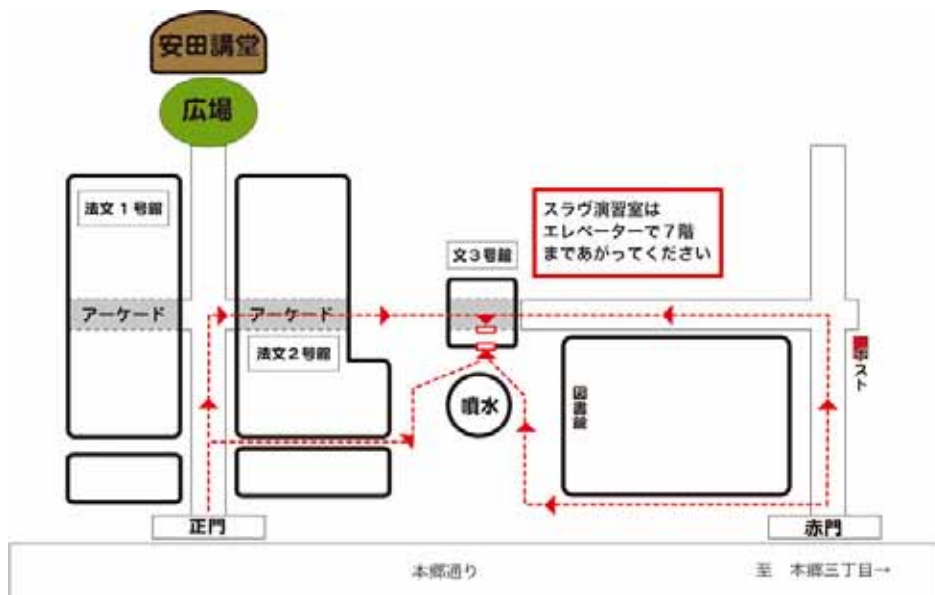 安田講堂
広場
法文1号館
スラヴ演習室は
エレベーターで7階
まであがってください
文3号館
アーケード
アーケード
法文2号館
ポスト
図書館
噴水
正門
赤門
本郷通り
至 本郷三丁目→